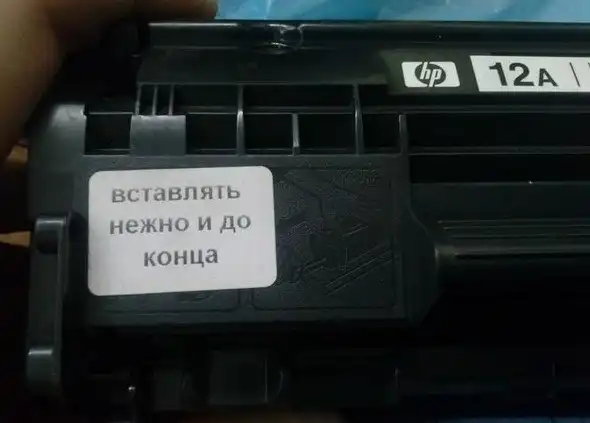 hp 12A
вставлять
нежно и до
конца